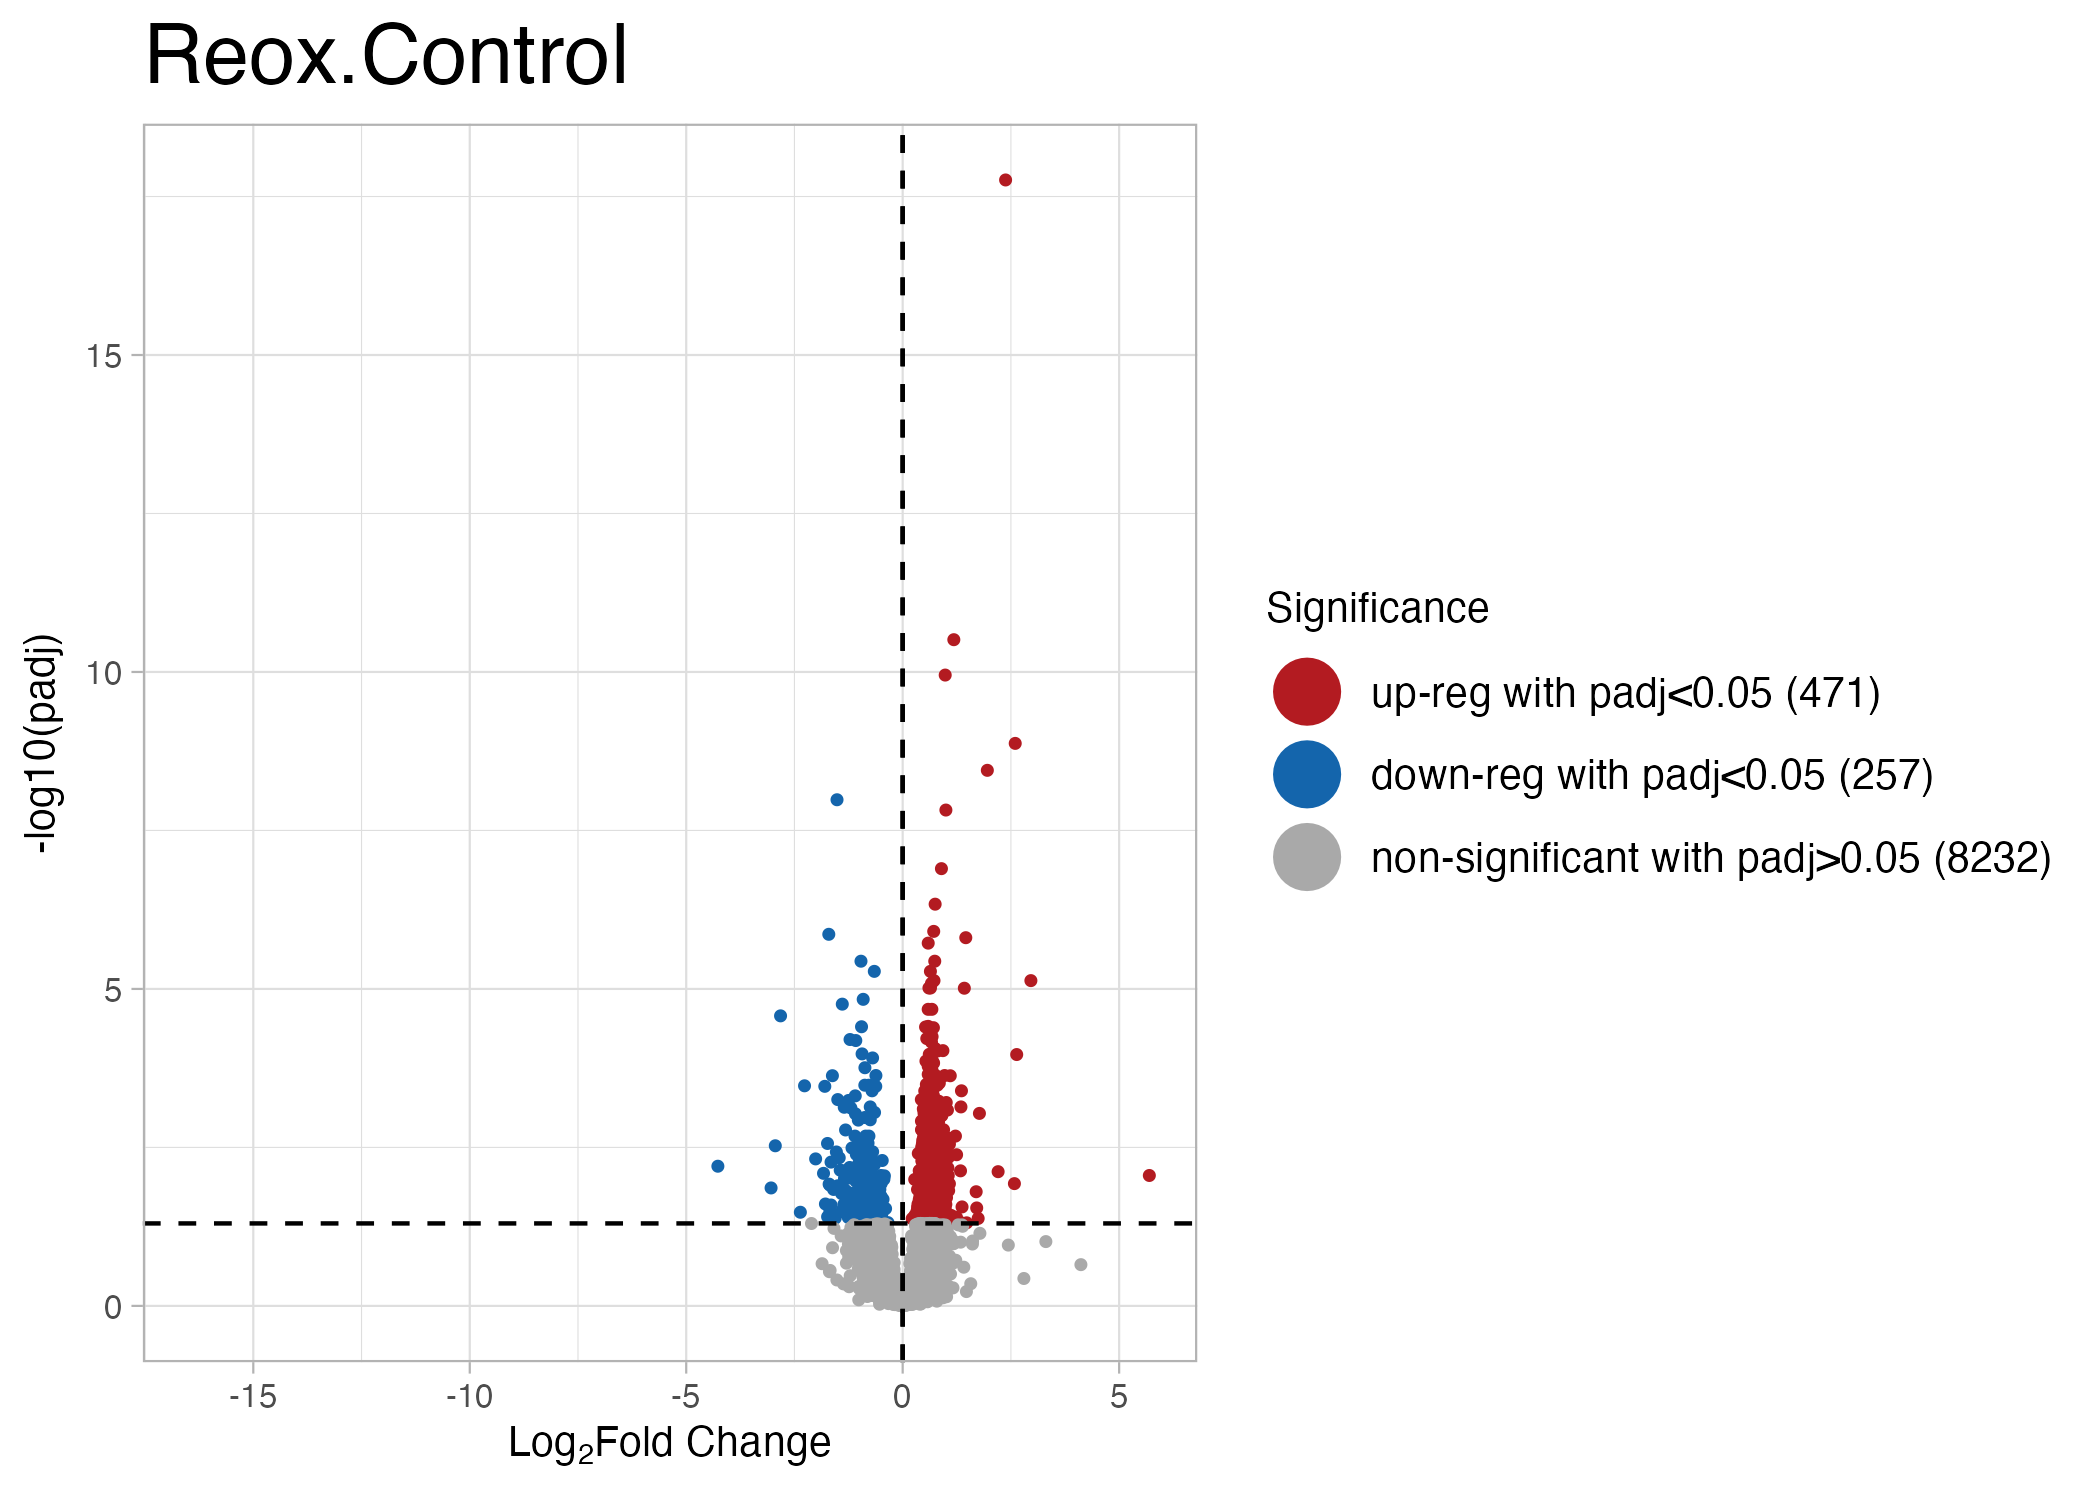 Reox.Control
15
10
5
0
-log10(padj)
-15
-10
-5
0
5
Log₂Fold Change
Significance
up-reg with padj<0.05 (471)
down-reg with padj<0.05 (257)
non-significant with padj>0.05 (8232)